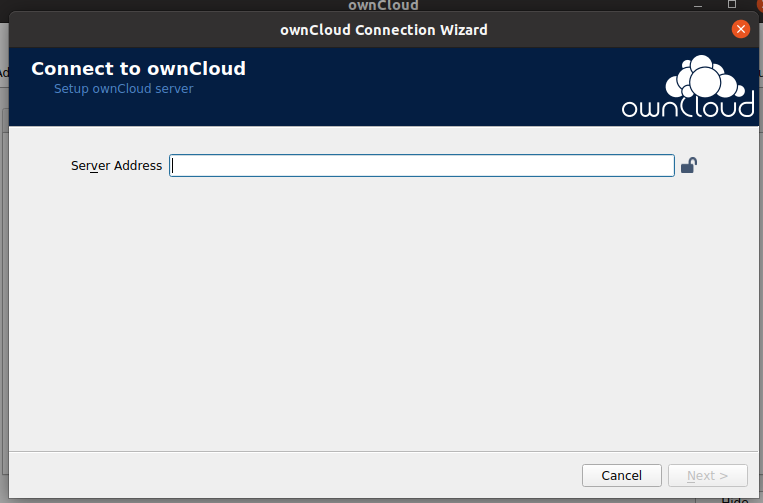 ownCloud
ownCloud Connection Wizard
Connect to ownCloud
Setup ownCloud server
ownCloud
Server Address
Cancel
Next >
Hide